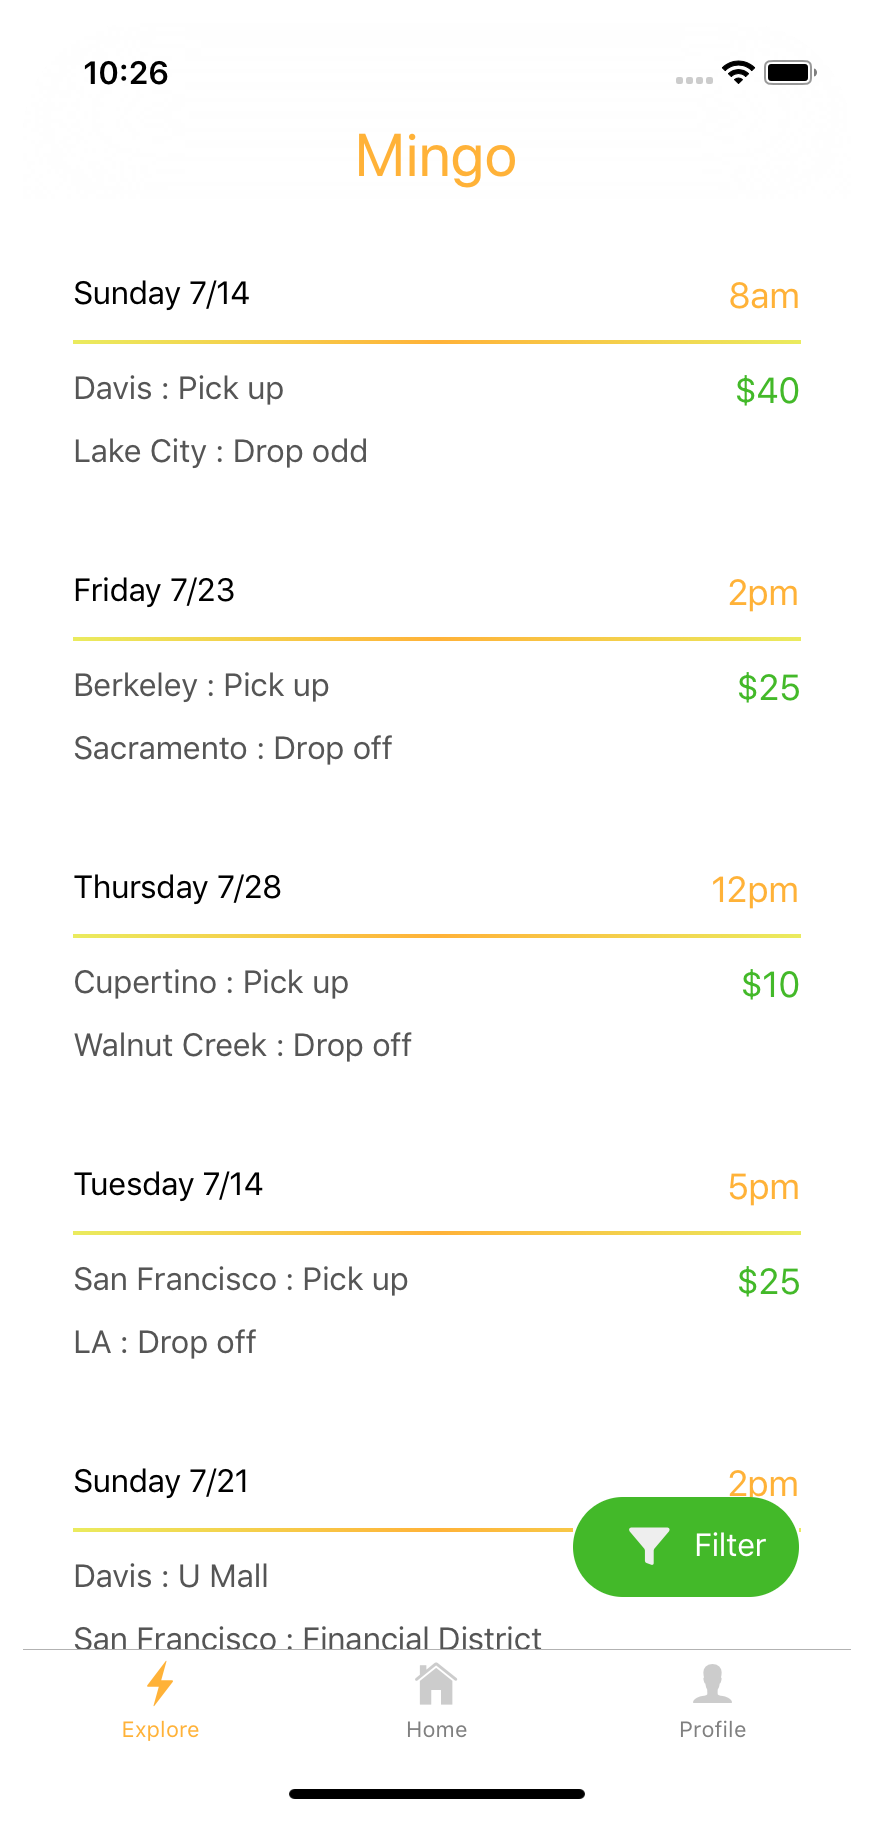 10:26
Mingo
Sunday 7/14 8am
Davis : Pick up $40
Lake City : Drop odd
Friday 7/23 2pm
Berkeley : Pick up $25
Sacramento : Drop off
Thursday 7/28 12pm
Cupertino : Pick up $10
Walnut Creek : Drop off
Tuesday 7/14 5pm
San Francisco : Pick up $25
LA : Drop off
Sunday 7/21 2pm
Filter
Davis : U Mall
San Francisco : Financial District
Explore Home Profile